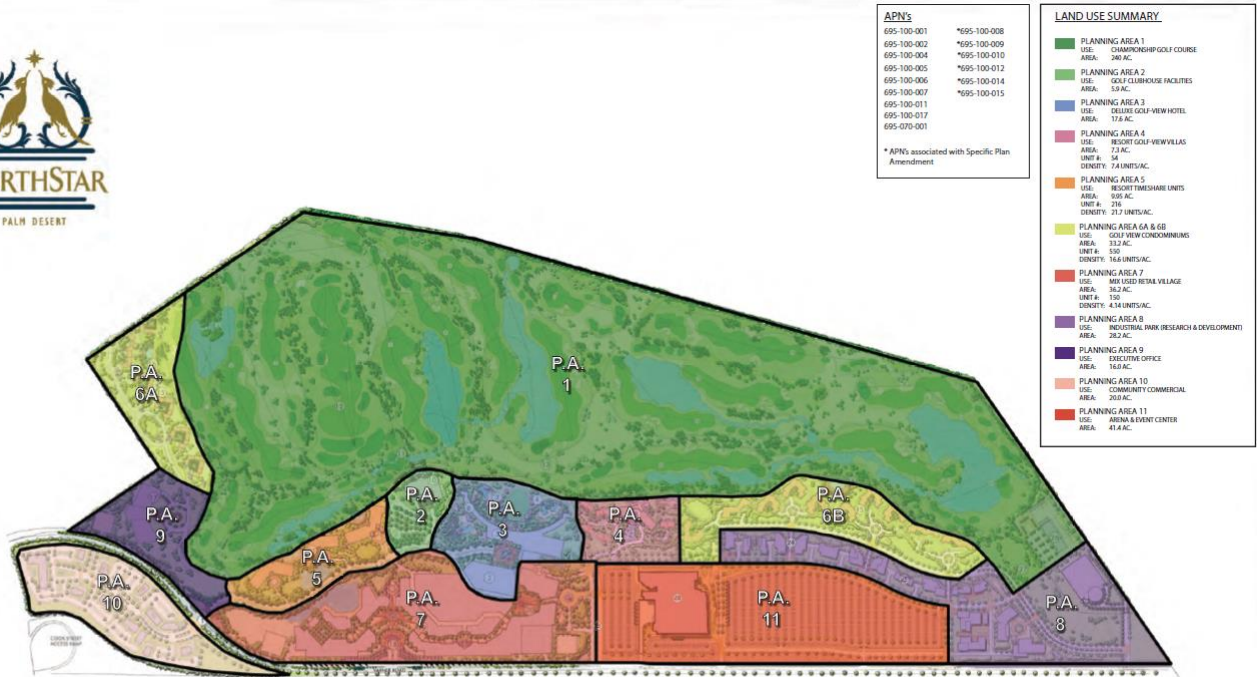 RTHSTAR
PALM DESERT
APN's
695-100-001 *695-100-008
695-100-002 *695-100-009
695-100-004 *695-100-010
695-100-005 *695-100-012
695-100-006 *695-100-014
695-100-007 *695-100-015
695-100-011
695-100-017
695-070-001
* APN's associated with Specific Plan
Amendment
LAND USE SUMMARY
PLANNING AREA 1
USE: CHAMPIONSHIP GOLF COURSE
AREA: 240 AC.
PLANNING AREA 2
USE: GOLF CLUBHOUSE FACILITIES
AREA: 5.9 AC.
PLANNING AREA 3
USE: DELUXE GOLF-VIEW HOTEL
AREA: 17.6 AC.
PLANNING AREA 4
USE: RESORT GOLF-VIEW VILLAS
AREA: 7.3 AC.
UNIT #: 54
DENSITY: 7.4 UNITS/AC.
PLANNING AREA 5
USE: RESORT TIMESHARE UNITS
AREA: 9.95 AC.
UNIT #: 216
DENSITY: 21.7 UNITS/AC.
PLANNING AREA 6A & 6B
USE: GOLF VIEW CONDOMINIUMS
AREA: 33.2 AC.
UNIT #: 550
DENSITY: 16.6 UNITS/AC.
PLANNING AREA 7
USE: MIX USED RETAIL VILLAGE
AREA: 36.2 AC.
UNIT #: 150
DENSITY: 4.14 UNITS/AC.
PLANNING AREA 8
USE: INDUSTRIAL PARK (RESEARCH & DEVELOPMENT)
AREA: 28.2 AC.
PLANNING AREA 9
USE: EXECUTIVE OFFICE
AREA: 16.0 AC.
PLANNING AREA 10
USE: COMMUNITY COMMERCIAL
AREA: 20.0 AC.
PLANNING AREA 11
USE: ARENA & EVENT CENTER
AREA: 41.4 AC.
P.A.
1
P.A.
6A
P.A.
2
P.A.
3
P.A.
4
P.A.
6B
P.A.
9
P.A.
5
P.A.
10
P.A.
7
P.A.
11
P.A.
8
COOK STREET
ACCESS RAMP